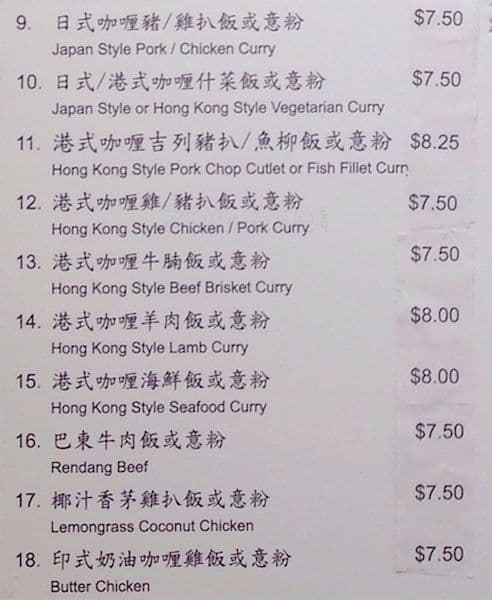 9. 日式咖喱豬/雞扒飯或意粉 $7.50
Japan Style Pork / Chicken Curry
10. 日式/港式咖喱什菜飯或意粉 $7.50
Japan Style or Hong Kong Style Vegetarian Curry
11. 港式咖喱吉列豬扒/魚柳飯或意粉 $8.25
Hong Kong Style Pork Chop Cutlet or Fish Fillet Curry
12. 港式咖喱雞/豬扒飯或意粉 $7.50
Hong Kong Style Chicken / Pork Curry
13. 港式咖喱牛腩飯或意粉 $7.50
Hong Kong Style Beef Brisket Curry
14. 港式咖喱羊肉飯或意粉 $8.00
Hong Kong Style Lamb Curry
15. 港式咖喱海鮮飯或意粉 $8.00
Hong Kong Style Seafood Curry
16. 巴東牛肉飯或意粉 $7.50
Rendang Beef
17. 椰汁香茅雞扒飯或意粉 $7.50
Lemongrass Coconut Chicken
18. 印式奶油咖喱雞飯或意粉 $7.50
Butter Chicken